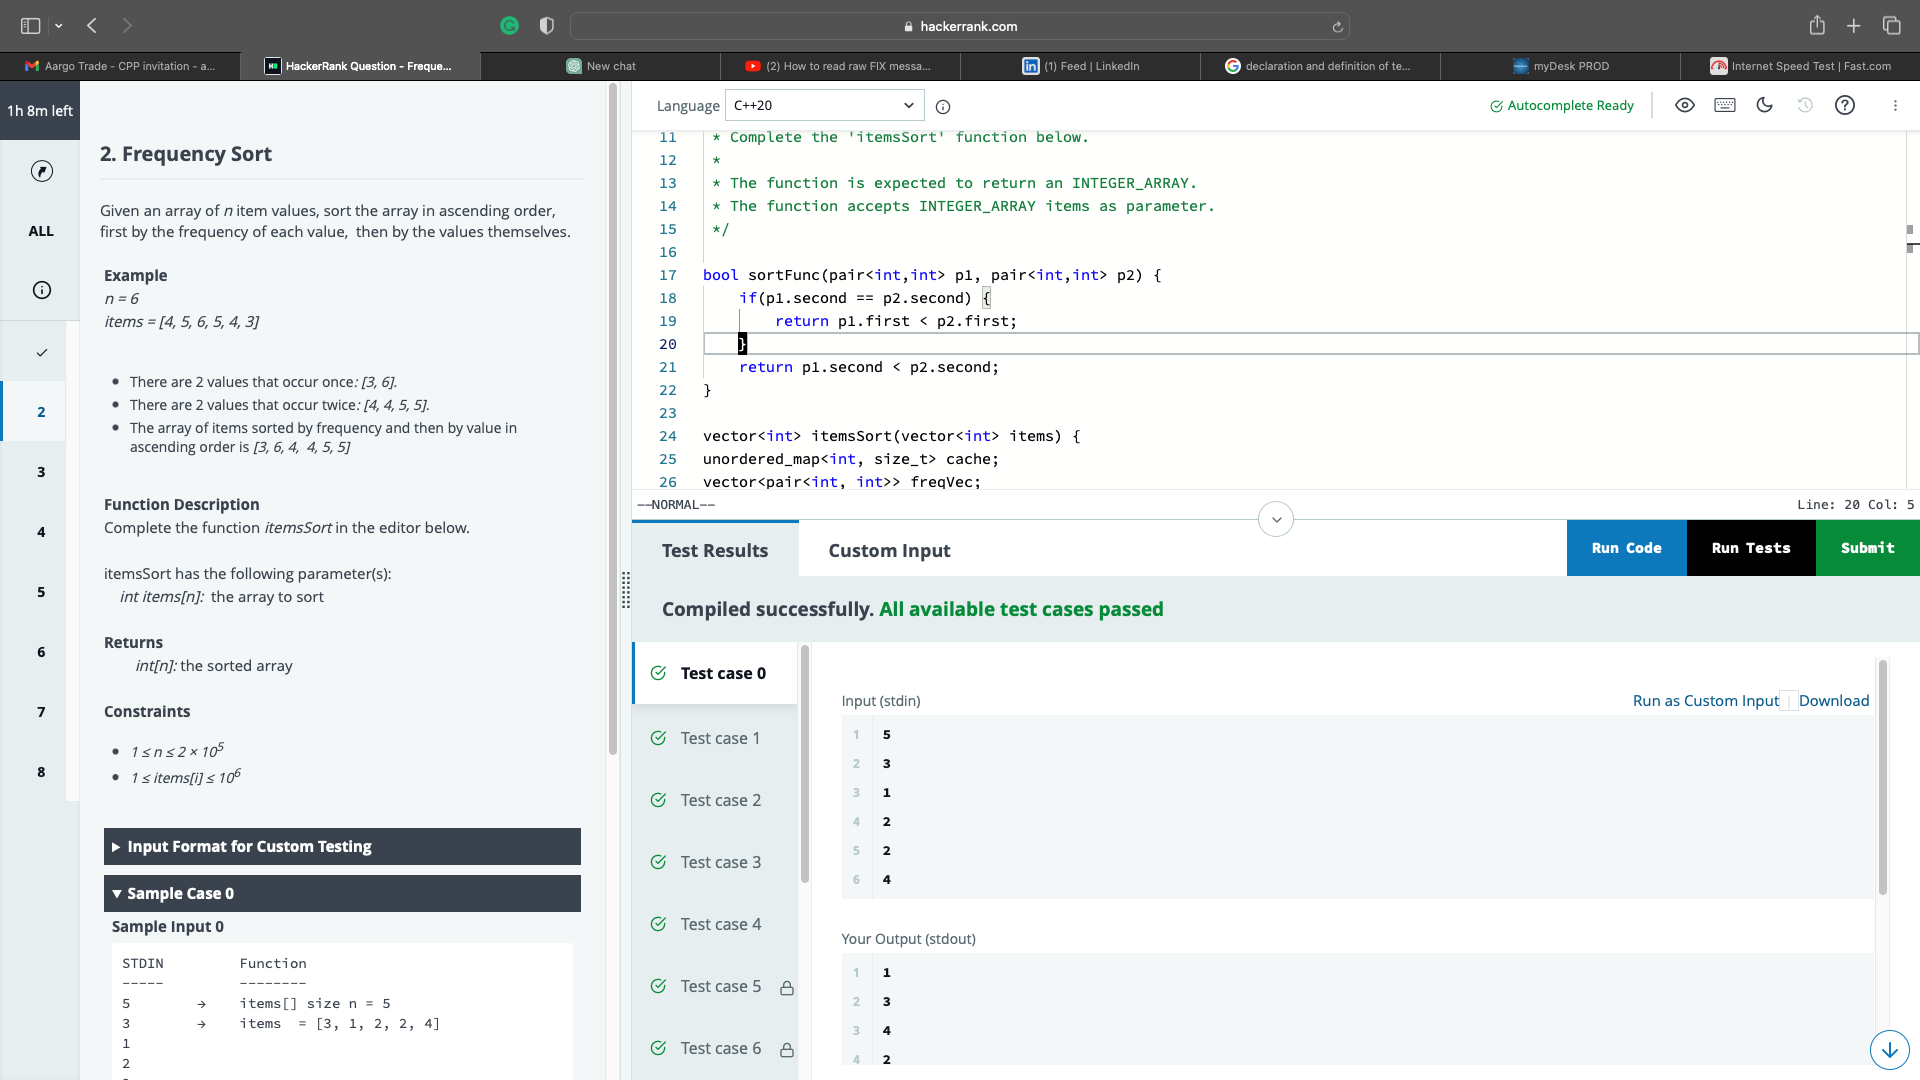 hackerrank.com
Aargo Trade - CPP invitation - a...
HackerRank Question - Freque...
New chat
(2) How to read raw FIX messa...
(1) Feed | LinkedIn
declaration and definition of te...
myDesk PROD
Internet Speed Test | Fast.com
1h 8m left
ALL
2
3
4
5
6
7
8
2. Frequency Sort
Given an array of n item values, sort the array in ascending order,
first by the frequency of each value,  then by the values themselves.
Example
n = 6
items = [4, 5, 6, 5, 4, 3]
There are 2 values that occur once: [3, 6].
There are 2 values that occur twice: [4, 4, 5, 5].
The array of items sorted by frequency and then by value in
ascending order is [3, 6, 4,  4, 5, 5]
Function Description
Complete the function itemsSort in the editor below.
itemsSort has the following parameter(s):
int items[n]:  the array to sort
Returns
int[n]: the sorted array
Constraints
1 ≤ n ≤ 2 × 10^5
1 ≤ items[i] ≤ 10^6
Input Format for Custom Testing
Sample Case 0
Sample Input 0
STDIN Function
----- --------
5 → items[] size n = 5
3 → items  = [3, 1, 2, 2, 4]
1
2
Language C++20
Autocomplete Ready
11 * Complete the 'itemsSort' function below.
12 *
13 * The function is expected to return an INTEGER_ARRAY.
14 * The function accepts INTEGER_ARRAY items as parameter.
15 */
16
17 bool sortFunc(pair<int,int> p1, pair<int,int> p2) {
18 if(p1.second == p2.second) {
19 return p1.first < p2.first;
20 }
21 return p1.second < p2.second;
22 }
23
24 vector<int> itemsSort(vector<int> items) {
25 unordered_map<int, size_t> cache;
26 vector<pair<int, int>> freqVec;
--NORMAL--
Line: 20 Col: 5
Test Results
Custom Input
Run Code
Run Tests
Submit
Compiled successfully. All available test cases passed
Test case 0
Test case 1
Test case 2
Test case 3
Test case 4
Test case 5
Test case 6
Input (stdin)
Run as Custom Input | Download
1 5
2 3
3 1
4 2
5 2
6 4
Your Output (stdout)
1 1
2 3
3 4
4 2